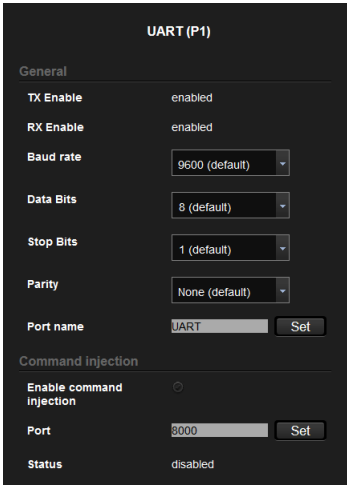 UART (P1)
General
TX Enable enabled
RX Enable enabled
Baud rate 9600 (default)
Data Bits 8 (default)
Stop Bits 1 (default)
Parity None (default)
Port name UART Set
Command injection
Enable command
injection
Port 8000 Set
Status disabled